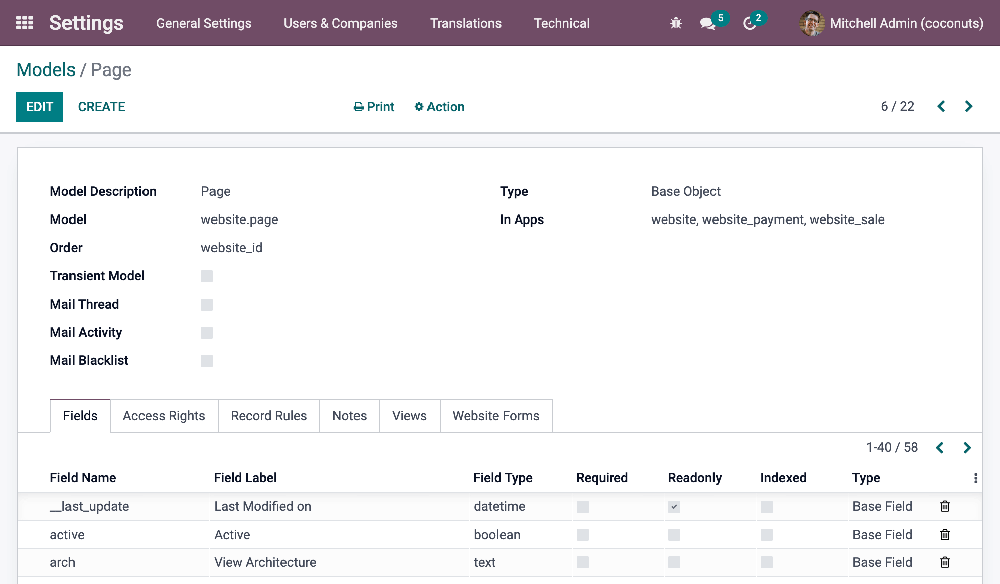 Settings General Settings Users & Companies Translations Technical 5 2 Mitchell Admin (coconuts)
Models / Page
EDIT CREATE Print Action 6 / 22
Model Description Page Type Base Object
Model website.page In Apps website, website_payment, website_sale
Order website_id
Transient Model
Mail Thread
Mail Activity
Mail Blacklist
Fields Access Rights Record Rules Notes Views Website Forms
1-40 / 58
Field Name Field Label Field Type Required Readonly Indexed Type
__last_update Last Modified on datetime Base Field
active Active boolean Base Field
arch View Architecture text Base Field